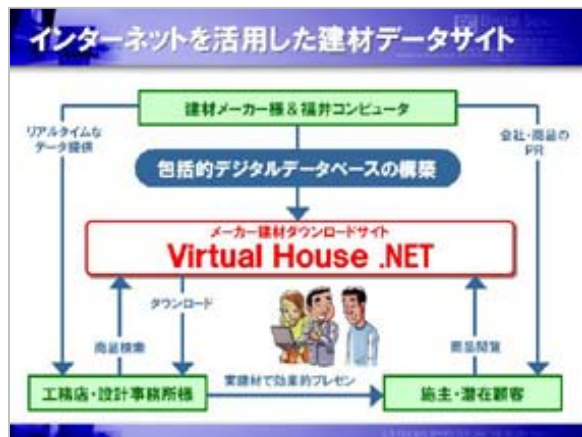 インターネットを活用した建材データサイト
建材メーカー様&福井コンピュータ
リアルタイムな
データ提供
会社・商品の
PR
包括的デジタルデータベースの構築
メーカー建材ダウンロードサイト
Virtual House .NET
ダウンロード
商品検索
商品閲覧
実建材で効果的プレゼン
工務店・設計事務所様
施主・潜在顧客